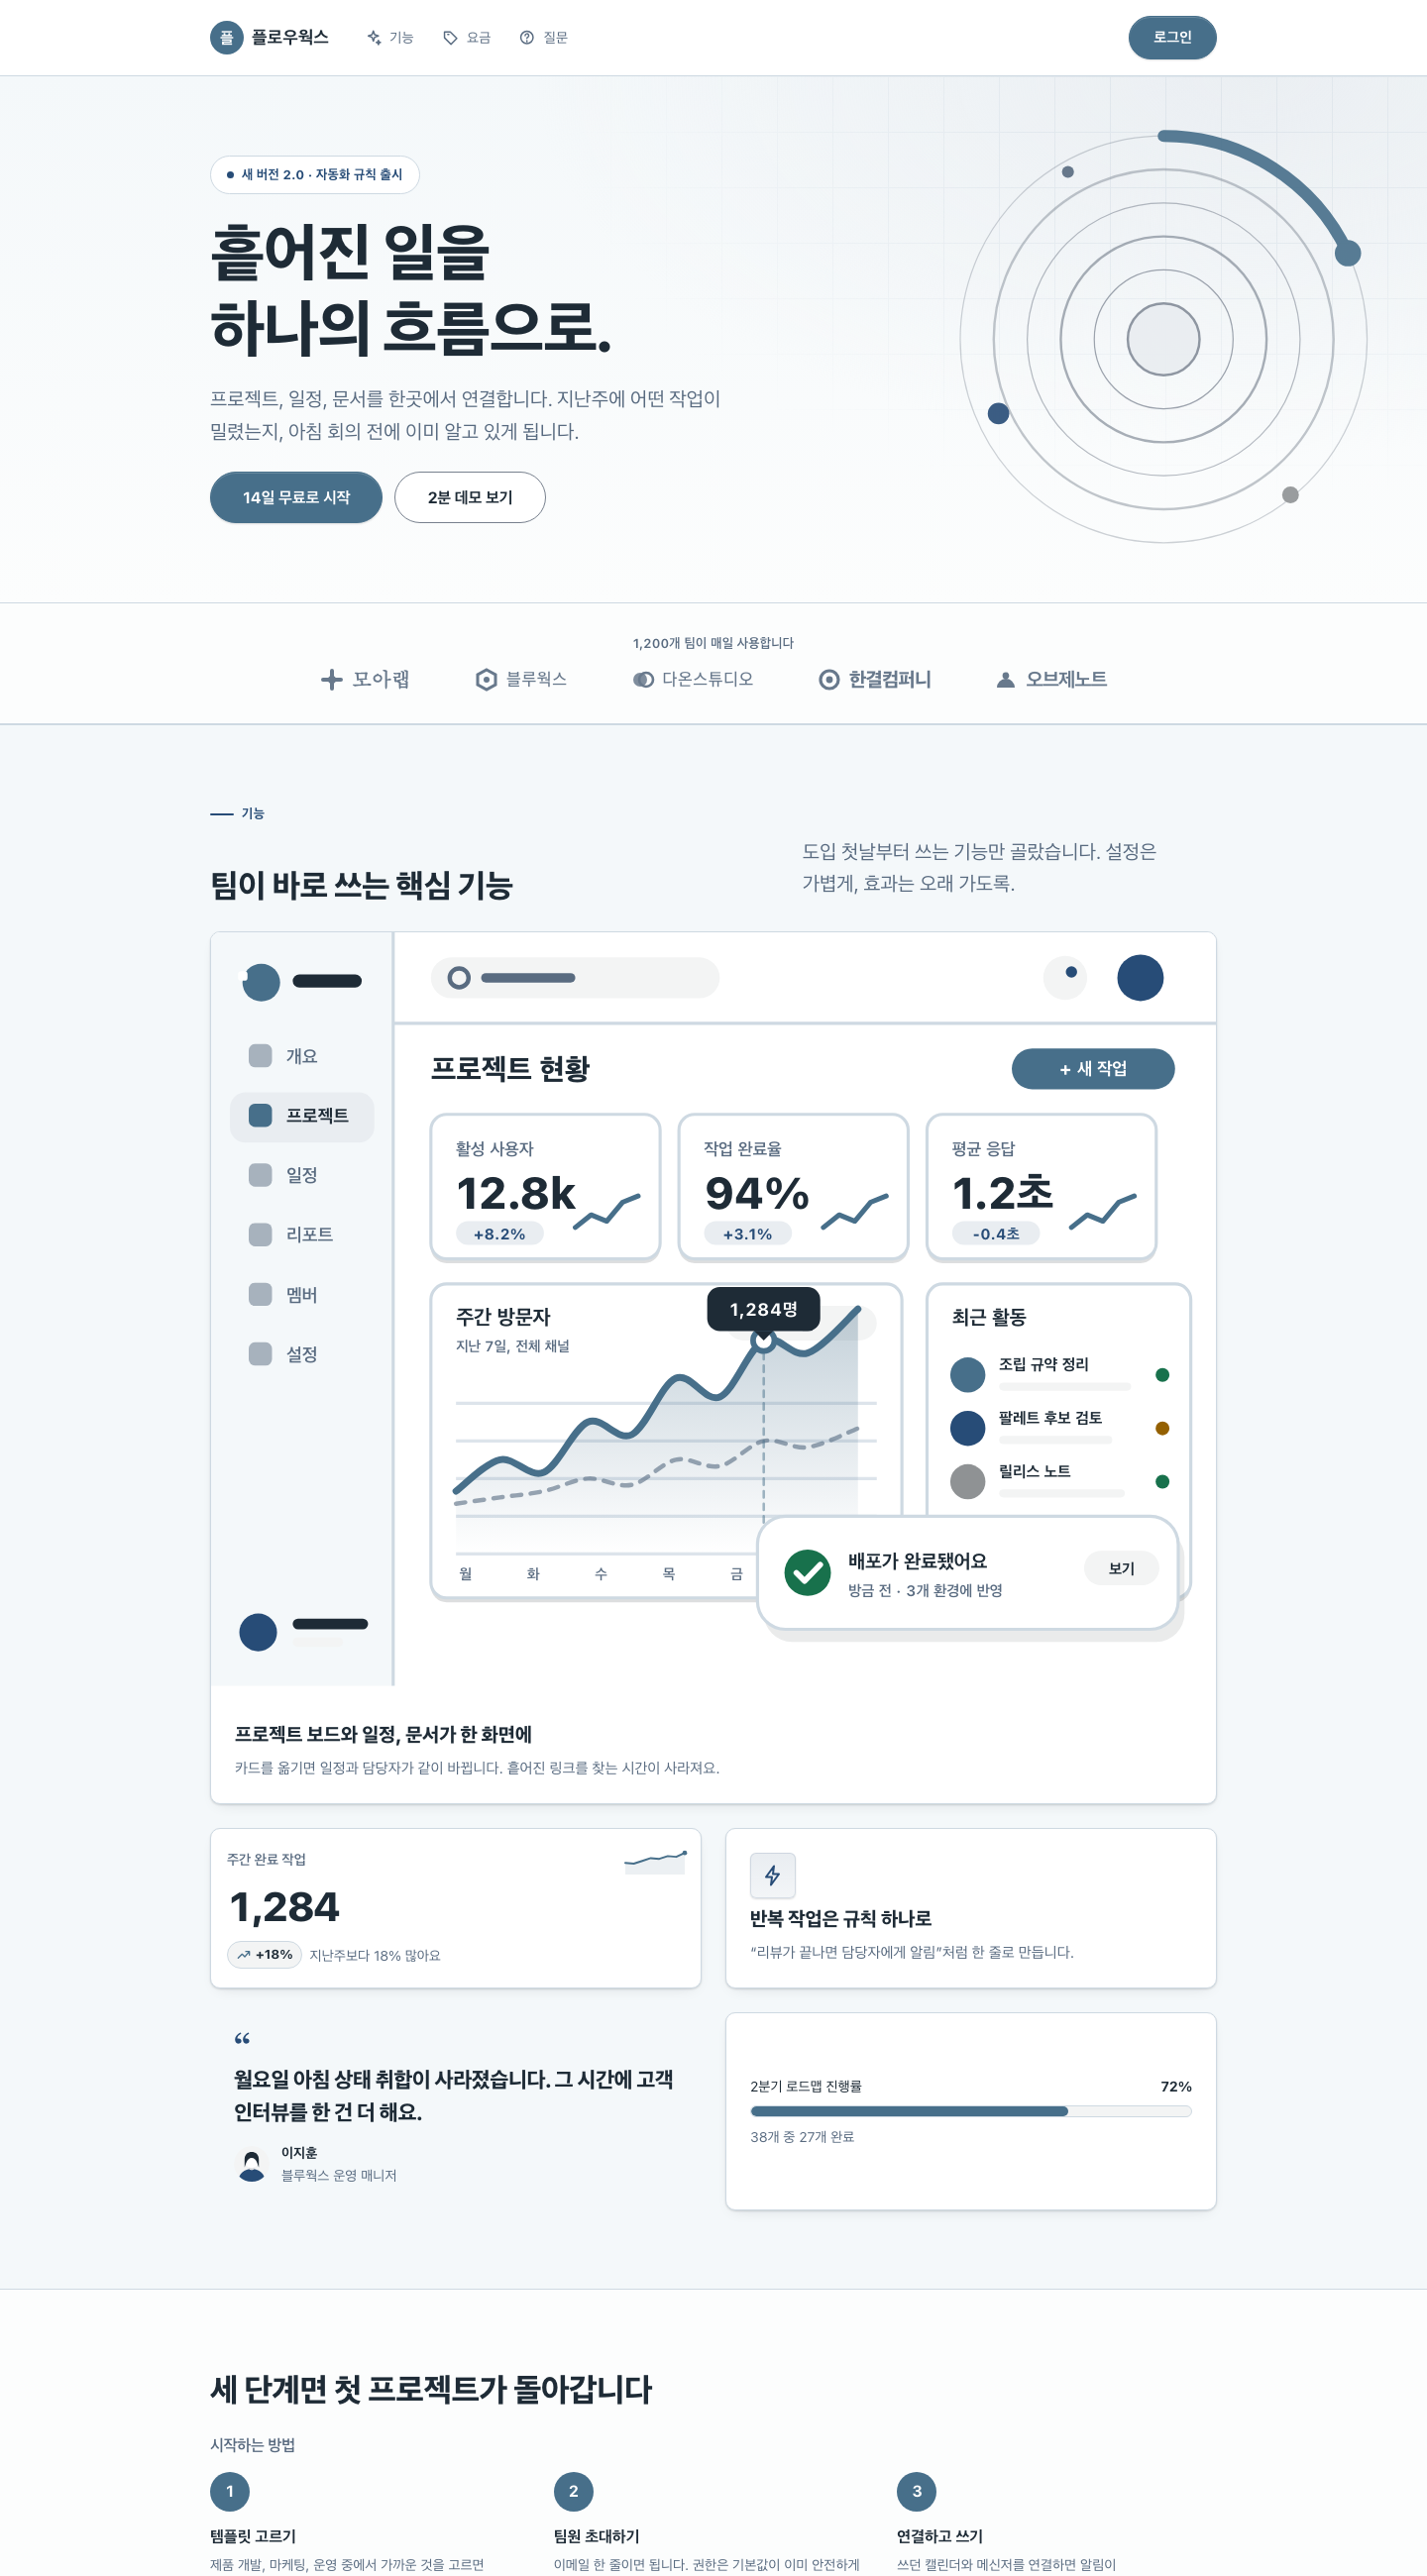 플 플로우웍스 기능 요금 질문 로그인
새 버전 2.0 · 자동화 규칙 출시
흩어진 일을
하나의 흐름으로.
프로젝트, 일정, 문서를 한곳에서 연결합니다. 지난주에 어떤 작업이
밀렸는지, 아침 회의 전에 이미 알고 있게 됩니다.
14일 무료로 시작 2분 데모 보기
1,200개 팀이 매일 사용합니다
모아랩 블루웍스 다온스튜디오 한결컴퍼니 오브제노트
기능
팀이 바로 쓰는 핵심 기능
도입 첫날부터 쓰는 기능만 골랐습니다. 설정은
가볍게, 효과는 오래 가도록.
개요
프로젝트
일정
리포트
멤버
설정
프로젝트 현황
+ 새 작업
활성 사용자
12.8k
+8.2%
작업 완료율
94%
+3.1%
평균 응답
1.2초
-0.4초
주간 방문자
지난 7일, 전체 채널
1,284명
월 화 수 목 금
최근 활동
조립 규약 정리
팔레트 후보 검토
릴리스 노트
배포가 완료됐어요
방금 전 · 3개 환경에 반영
보기
프로젝트 보드와 일정, 문서가 한 화면에
카드를 옮기면 일정과 담당자가 같이 바뀝니다. 흩어진 링크를 찾는 시간이 사라져요.
주간 완료 작업
1,284
+18% 지난주보다 18% 많아요
반복 작업은 규칙 하나로
“리뷰가 끝나면 담당자에게 알림”처럼 한 줄로 만듭니다.
“
월요일 아침 상태 취합이 사라졌습니다. 그 시간에 고객
인터뷰를 한 건 더 해요.
이지훈
블루웍스 운영 매니저
2분기 로드맵 진행률 72%
38개 중 27개 완료
세 단계면 첫 프로젝트가 돌아갑니다
시작하는 방법
1
템플릿 고르기
제품 개발, 마케팅, 운영 중에서 가까운 것을 고르면
2
팀원 초대하기
이메일 한 줄이면 됩니다. 권한은 기본값이 이미 안전하게
3
연결하고 쓰기
쓰던 캘린더와 메신저를 연결하면 알림이